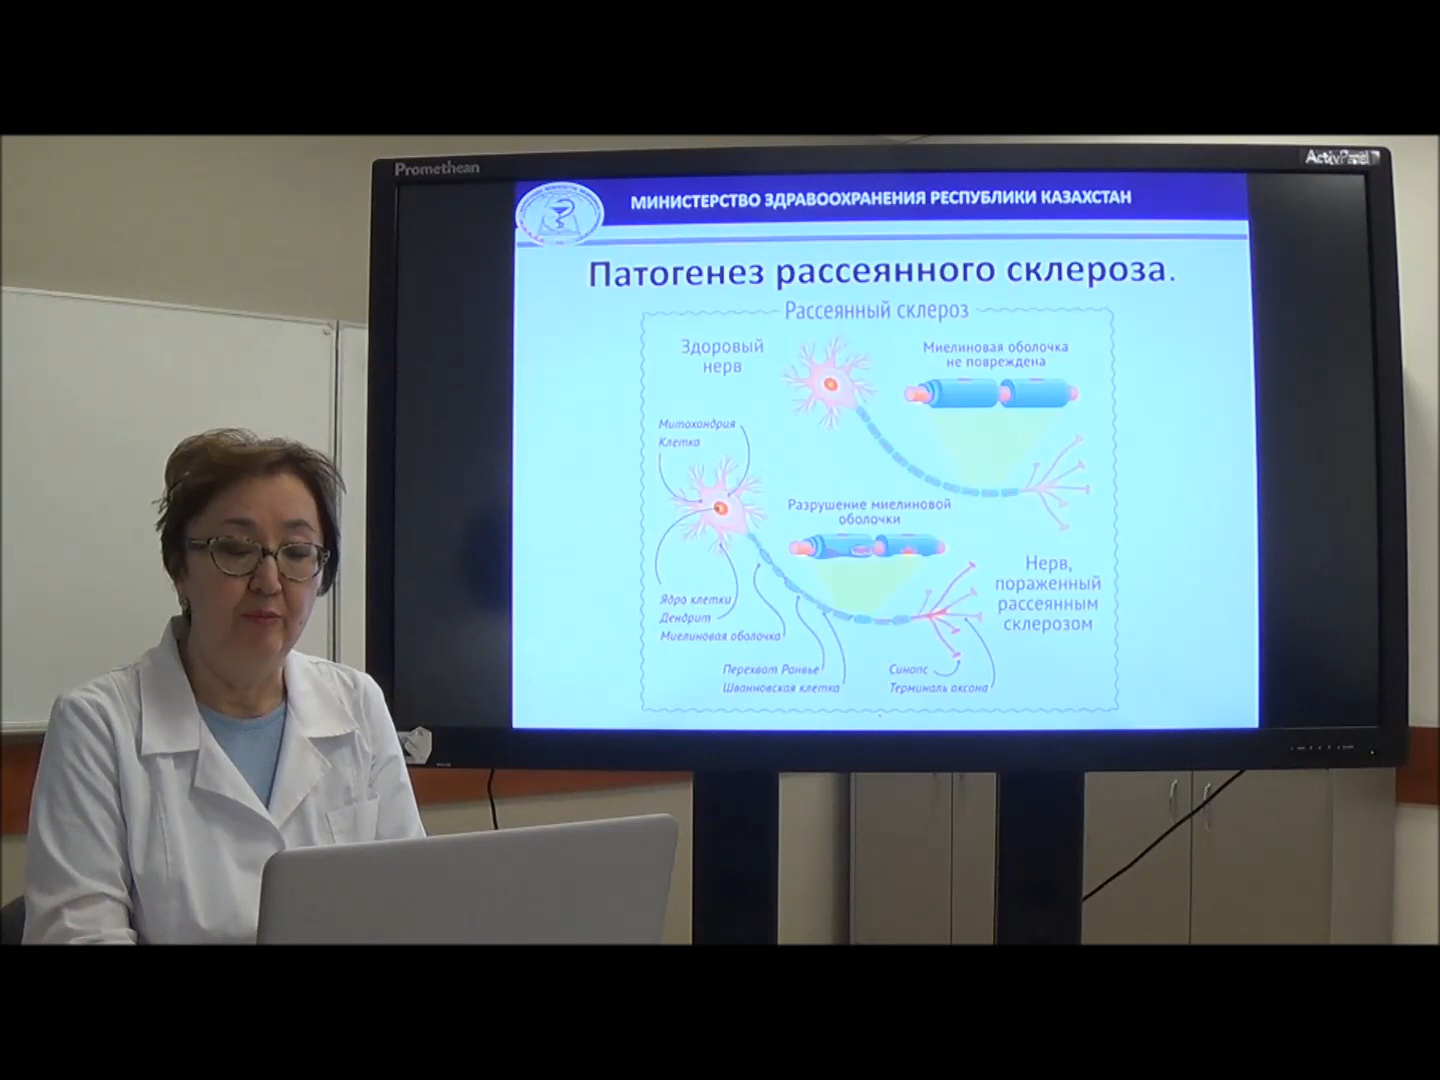 Promethean
ActivPanel
МИНИСТЕРСТВО ЗДРАВООХРАНЕНИЯ РЕСПУБЛИКИ КАЗАХСТАН
Патогенез рассеянного склероза.
Рассеянный склероз
Здоровый
нерв
Миелиновая оболочка
не повреждена
Митохондрия
Клетка
Разрушение миелиновой
оболочки
Нерв,
пораженный
рассеянным
склерозом
Ядро клетки
Дендрит
Миелиновая оболочка
Перехват Ранвье
Шванновская клетка
Синапс
Терминаль аксона